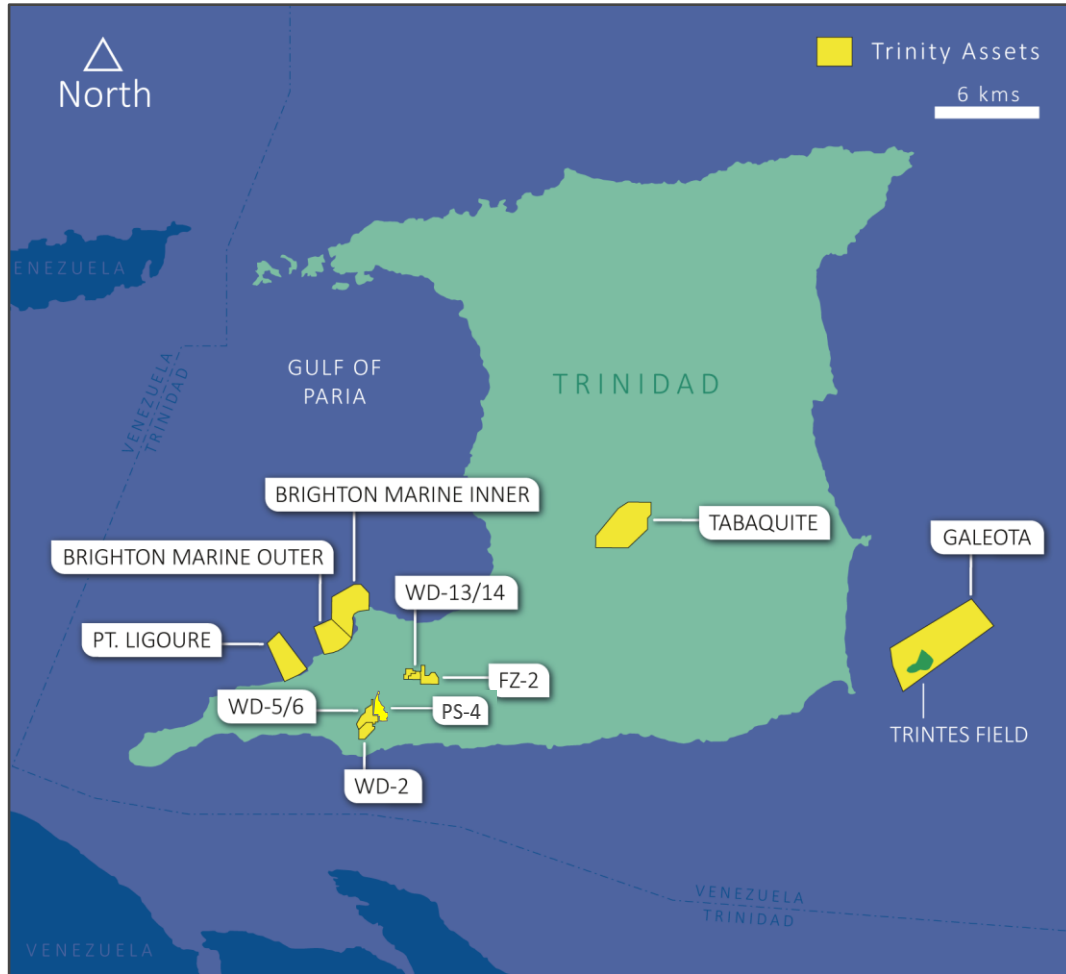 North
Trinity Assets
6 kms
ENEZUELA
VENEZUELA
TRINIDAD
GULF OF
PARIA
TRINIDAD
BRIGHTON MARINE INNER
BRIGHTON MARINE OUTER
PT. LIGOURE
WD-13/14
TABAQUITE
GALEOTA
FZ-2
WD-5/6
PS-4
WD-2
TRINTES FIELD
VENEZUELA
TRINIDAD
VENEZUELA